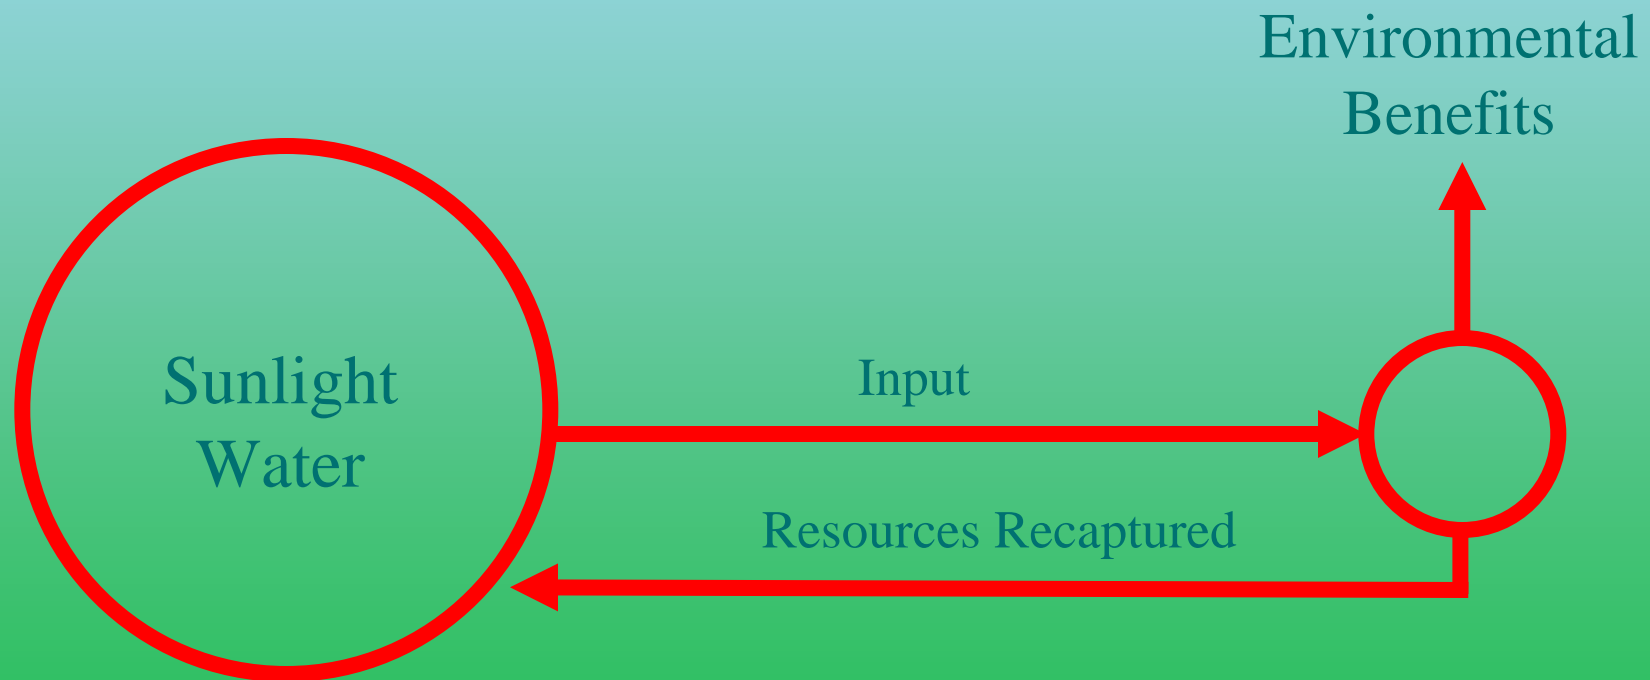 Environmental
Benefits
Sunlight
Water
Input
Resources Recaptured